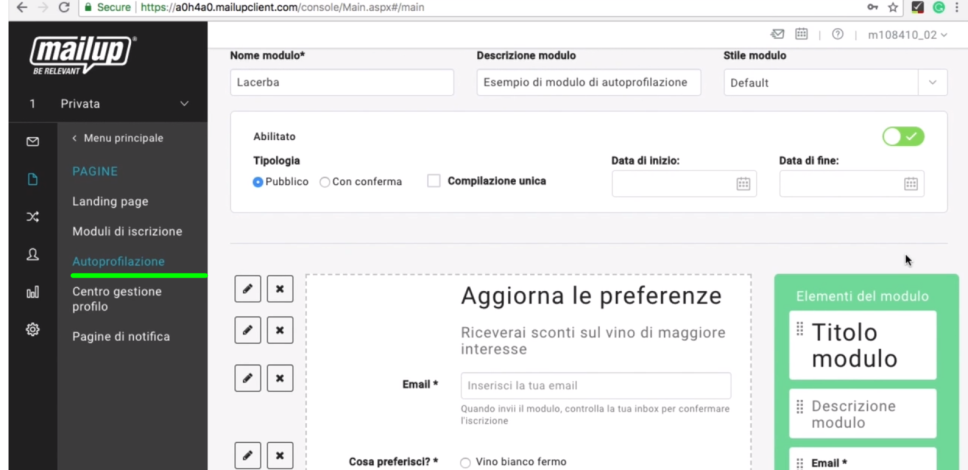 Secure | https://a0h4a0.mailupclient.com/console/Main.aspx#/main
mailup
BE RELEVANT
m108410_02
1 Privata
< Menu principale
PAGINE
Landing page
Moduli di iscrizione
Autoprofilazione
Centro gestione
profilo
Pagine di notifica
Nome modulo*
Descrizione modulo
Stile modulo
Lacerba
Esempio di modulo di autoprofilazione
Default
Abilitato
Tipologia
Data di inizio:
Data di fine:
Pubblico
Con conferma
Compilazione unica
Aggiorna le preferenze
Riceverai sconti sul vino di maggiore
interesse
Email *
Inserisci la tua email
Quando invii il modulo, controlla la tua inbox per confermare
l'iscrizione
Cosa preferisci? *
Vino bianco fermo
Elementi del modulo
Titolo
modulo
Descrizione
modulo
Email *